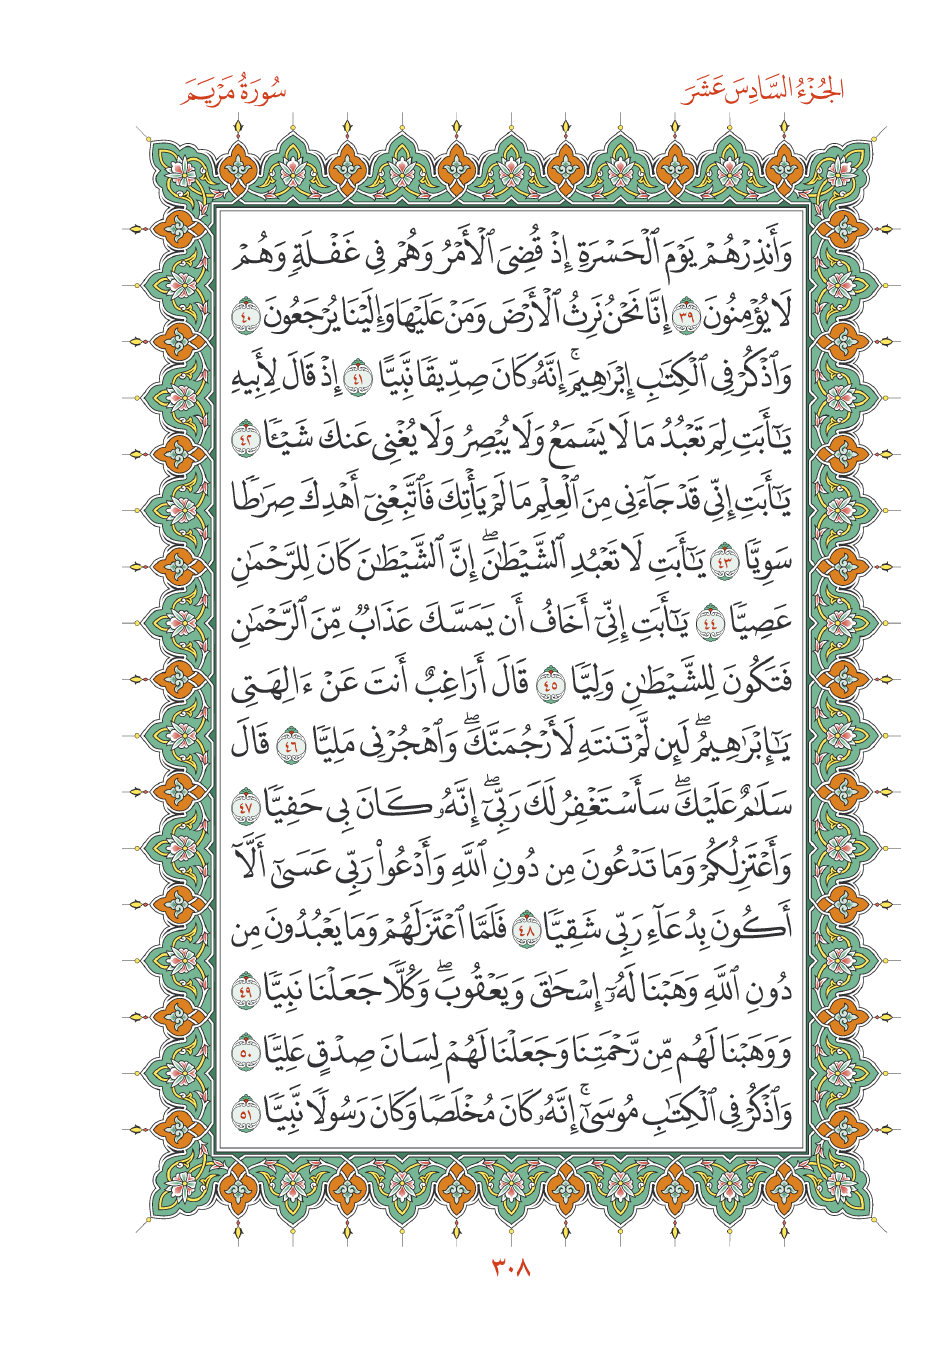 الجُزْءُ السَّادِسَ عَشَرَ
سُورَةُ مَرْيَمَ
وَأَنذِرْهُمْ يَوْمَ ٱلْحَسْرَةِ إِذْ قُضِىَ ٱلْأَمْرُ وَهُمْ فِى غَفْلَةٍ وَهُمْ
لَا يُؤْمِنُونَ ٣٩ إِنَّا نَحْنُ نَرِثُ ٱلْأَرْضَ وَمَنْ عَلَيْهَا وَإِلَيْنَا يُرْجَعُونَ ٤٠
وَٱذْكُرْ فِى ٱلْكِتَٰبِ إِبْرَٰهِيمَ ۚ إِنَّهُۥ كَانَ صِدِّيقًا نَّبِيًّا ٤١ إِذْ قَالَ لِأَبِيهِ
يَٰٓأَبَتِ لِمَ تَعْبُدُ مَا لَا يَسْمَعُ وَلَا يُبْصِرُ وَلَا يُغْنِى عَنكَ شَيْـًٔا ٤٢
يَٰٓأَبَتِ إِنِّى قَدْ جَآءَنِى مِنَ ٱلْعِلْمِ مَا لَمْ يَأْتِكَ فَٱتَّبِعْنِىٓ أَهْدِكَ صِرَٰطًا
سَوِيًّا ٤٣ يَٰٓأَبَتِ لَا تَعْبُدِ ٱلشَّيْطَٰنَ ۖ إِنَّ ٱلشَّيْطَٰنَ كَانَ لِلرَّحْمَٰنِ
عَصِيًّا ٤٤ يَٰٓأَبَتِ إِنِّىٓ أَخَافُ أَن يَمَسَّكَ عَذَابٌ مِّنَ ٱلرَّحْمَٰنِ
فَتَكُونَ لِلشَّيْطَٰنِ وَلِيًّا ٤٥ قَالَ أَرَاغِبٌ أَنتَ عَنْ ءَالِهَتِى
يَٰٓإِبْرَٰهِيمُ ۖ لَئِن لَّمْ تَنتَهِ لَأَرْجُمَنَّكَ ۖ وَٱهْجُرْنِى مَلِيًّا ٤٦ قَالَ
سَلَٰمٌ عَلَيْكَ ۖ سَأَسْتَغْفِرُ لَكَ رَبِّىٓ ۖ إِنَّهُۥ كَانَ بِى حَفِيًّا ٤٧
وَأَعْتَزِلُكُمْ وَمَا تَدْعُونَ مِن دُونِ ٱللَّهِ وَأَدْعُوا۟ رَبِّى عَسَىٰٓ أَلَّآ
أَكُونَ بِدُعَآءِ رَبِّى شَقِيًّا ٤٨ فَلَمَّا ٱعْتَزَلَهُمْ وَمَا يَعْبُدُونَ مِن
دُونِ ٱللَّهِ وَهَبْنَا لَهُۥٓ إِسْحَٰقَ وَيَعْقُوبَ ۖ وَكُلًّا جَعَلْنَا نَبِيًّا ٤٩
وَوَهَبْنَا لَهُم مِّن رَّحْمَتِنَا وَجَعَلْنَا لَهُمْ لِسَانَ صِدْقٍ عَلِيًّا ٥٠
وَٱذْكُرْ فِى ٱلْكِتَٰبِ مُوسَىٰٓ ۚ إِنَّهُۥ كَانَ مُخْلَصًا وَكَانَ رَسُولًا نَّبِيًّا ٥١
٣٠٨